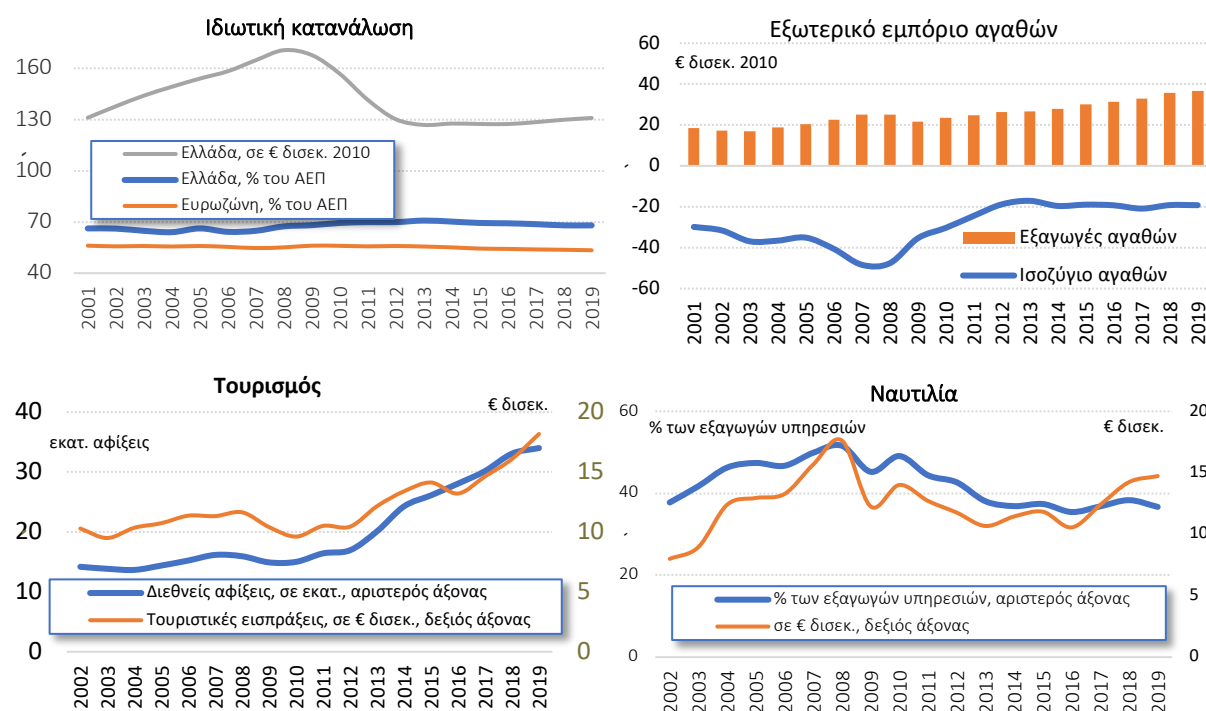 Ιδιωτική κατανάλωση
160
130
100
70
40
Ελλάδα, σε € δισεκ. 2010
Ελλάδα, % του ΑΕΠ
Ευρωζώνη, % του ΑΕΠ
2001 2002 2003 2004 2005 2006 2007 2008 2009 2010 2011 2012 2013 2014 2015 2016 2017 2018 2019
Εξωτερικό εμπόριο αγαθών
€ δισεκ. 2010
60
40
20
0
-20
-40
-60
Εξαγωγές αγαθών
Ισοζύγιο αγαθών
2001 2002 2003 2004 2005 2006 2007 2008 2009 2010 2011 2012 2013 2014 2015 2016 2017 2018 2019
Τουρισμός
εκατ. αφίξεις
€ δισεκ.
40
30
20
10
0
20
15
10
5
0
Διεθνείς αφίξεις, σε εκατ., αριστερός άξονας
Τουριστικές εισπράξεις, σε € δισεκ., δεξιός άξονας
2002 2003 2004 2005 2006 2007 2008 2009 2010 2011 2012 2013 2014 2015 2016 2017 2018 2019
Ναυτιλία
% των εξαγωγών υπηρεσιών
€ δισεκ.
60
40
20
0
20
15
10
5
0
% των εξαγωγών υπηρεσιών, αριστερός άξονας
σε € δισεκ., δεξιός άξονας
2002 2003 2004 2005 2006 2007 2008 2009 2010 2011 2012 2013 2014 2015 2016 2017 2018 2019